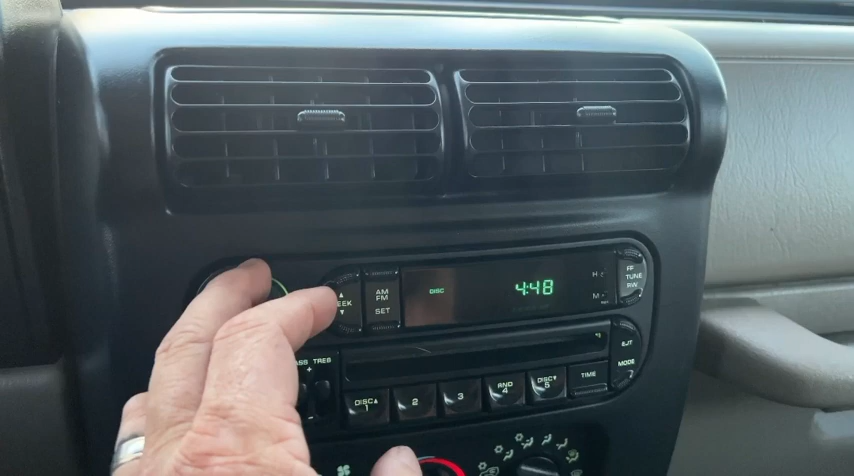 DISC 4:48 H
M
FF
TUNE
RW
▲
EEK
▼
AM
FM
SET
ASS TREB
+
EJT
MODE
DISC▲
1
2
3
RND
4
DISC▼
5
TIME